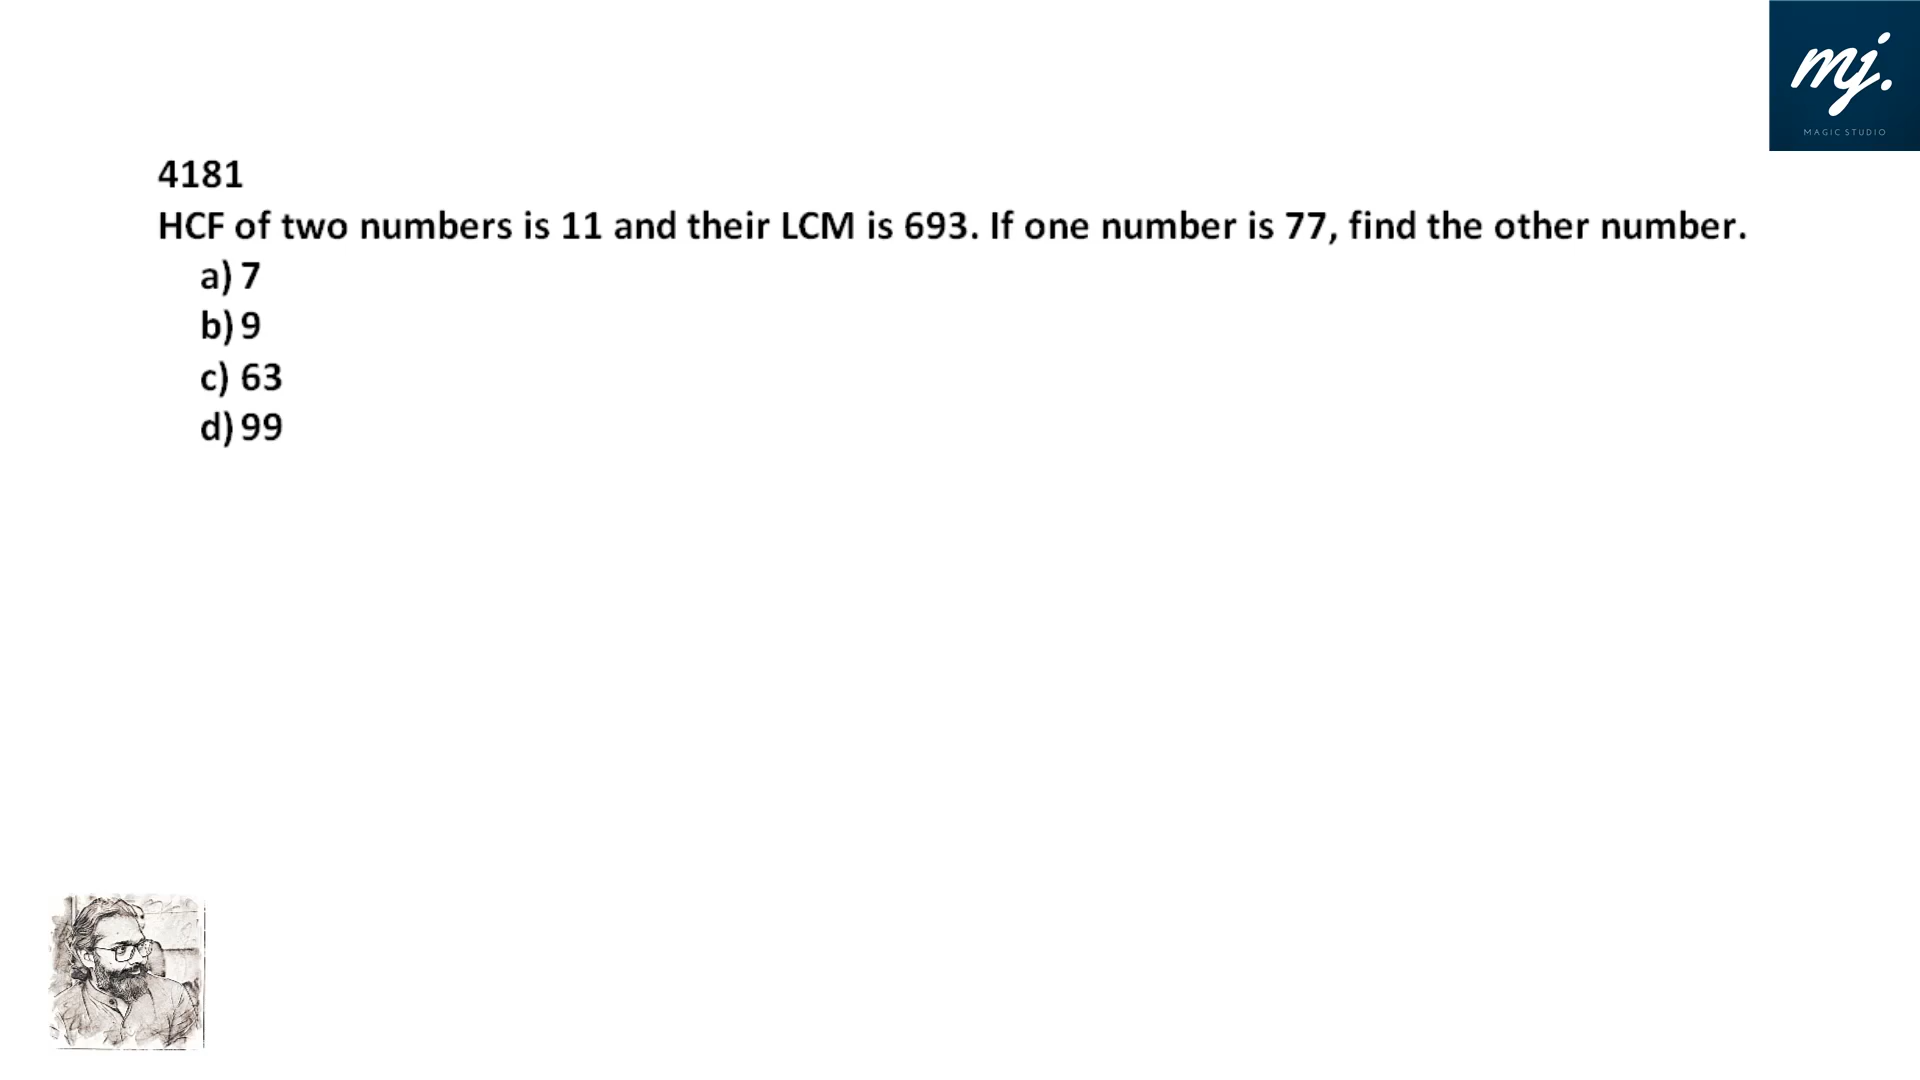 mj.
MAGIC STUDIO
4181
HCF of two numbers is 11 and their LCM is 693. If one number is 77, find the other number.
a) 7
b) 9
c) 63
d) 99